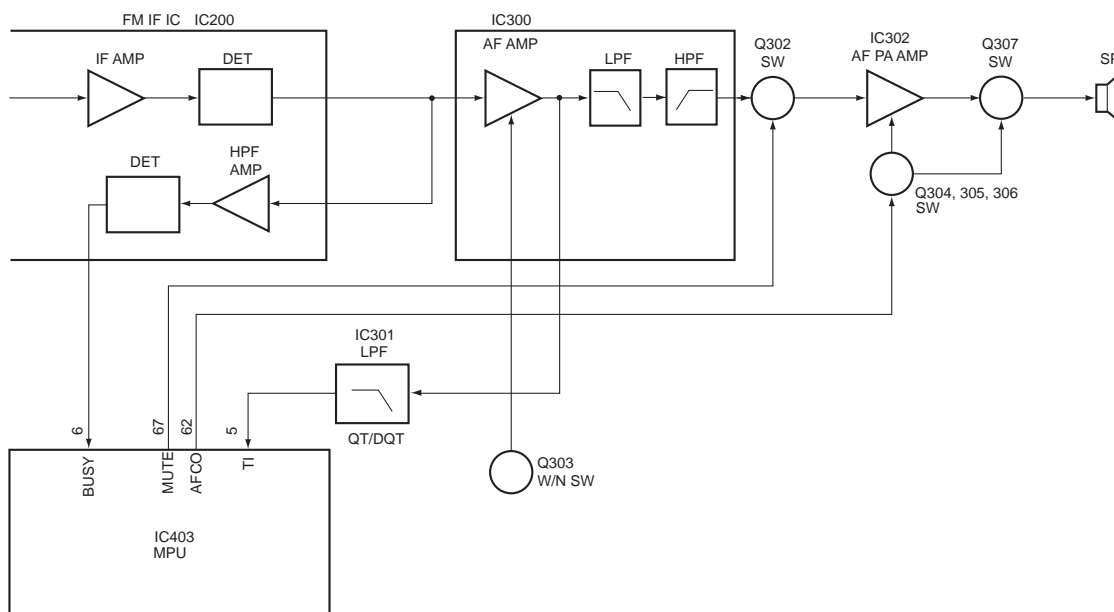 FM IF IC IC200
IF AMP
DET
DET
HPF
AMP
IC300
AF AMP
LPF
HPF
Q302
SW
IC302
AF PA AMP
Q307
SW
Q304, 305, 306
SW
IC301
LPF
QT/DQT
Q303
W/N SW
6
67
62
5
BUSY
MUTE
AFCO
TI
IC403
MPU